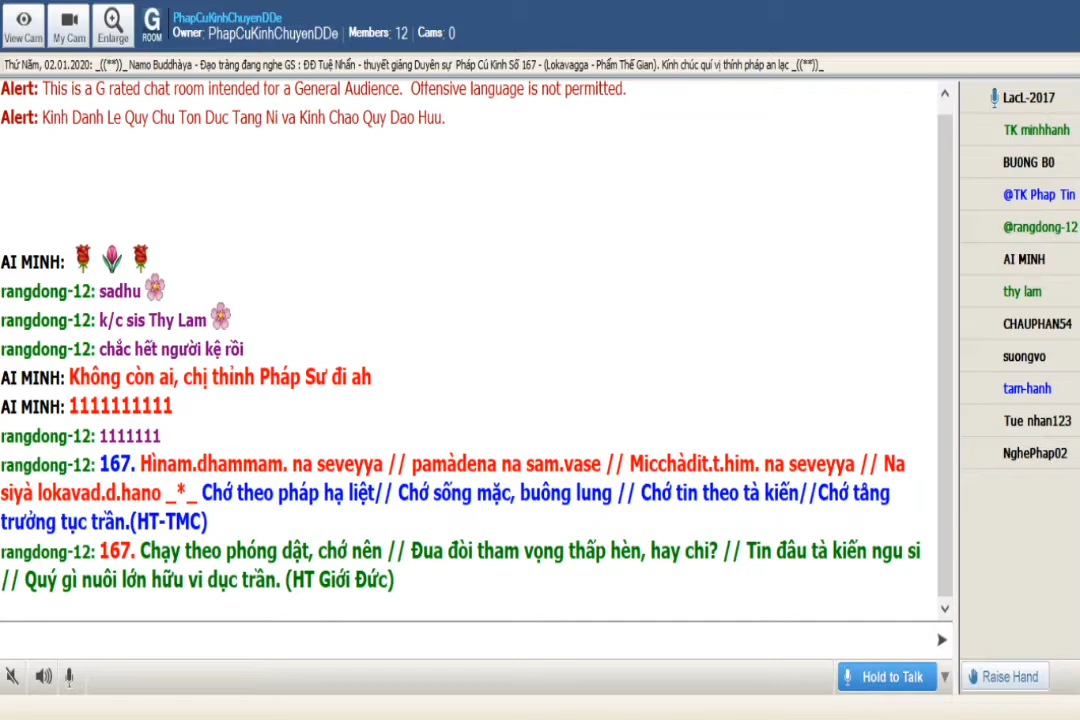 View Cam
My Cam
Enlarge
G
ROOM
PhapCuKinhChuyenDDe
Owner: PhapCuKinhChuyenDDe | Members: 12 | Cams: 0
Thứ Năm, 02.01.2020: _((**))_ Namo Buddhàya - Đạo tràng đang nghe GS : ĐĐ Tuệ Nhẫn - thuyết giảng Duyên sự Pháp Cú Kinh Số 167 - (Lokavagga - Phẩm Thế Gian). Kính chúc quí vị thính pháp an lạc _((**))_
Alert: This is a G rated chat room intended for a General Audience. Offensive language is not permitted.
Alert: Kinh Danh Le Quy Chu Ton Duc Tang Ni va Kinh Chao Quy Dao Huu.
AI MINH:
rangdong-12: sadhu
rangdong-12: k/c sis Thy Lam
rangdong-12: chắc hết người kệ rồi
AI MINH: Không còn ai, chị thỉnh Pháp Sư đi ah
AI MINH: 1111111111
rangdong-12: 1111111
rangdong-12: 167. Hìnam.dhammam. na seveyya // pamàdena na sam.vase // Micchàdit.t.him. na seveyya // Na
siyà lokavad.d.hano _*_ Chớ theo pháp hạ liệt// Chớ sống mặc, buông lung // Chớ tin theo tà kiến//Chớ tăng
trưởng tục trần.(HT-TMC)
rangdong-12: 167. Chạy theo phóng dật, chớ nên // Đua đòi tham vọng thấp hèn, hay chi? // Tin đâu tà kiến ngu si
// Quý gì nuôi lớn hữu vi dục trần. (HT Giới Đức)
LacL-2017
TK minhhanh
BUONG BO
@TK Phap Tin
@rangdong-12
AI MINH
thy lam
CHAUPHAN54
suongvo
tam-hanh
Tue nhan123
NghePhap02
Hold to Talk
Raise Hand